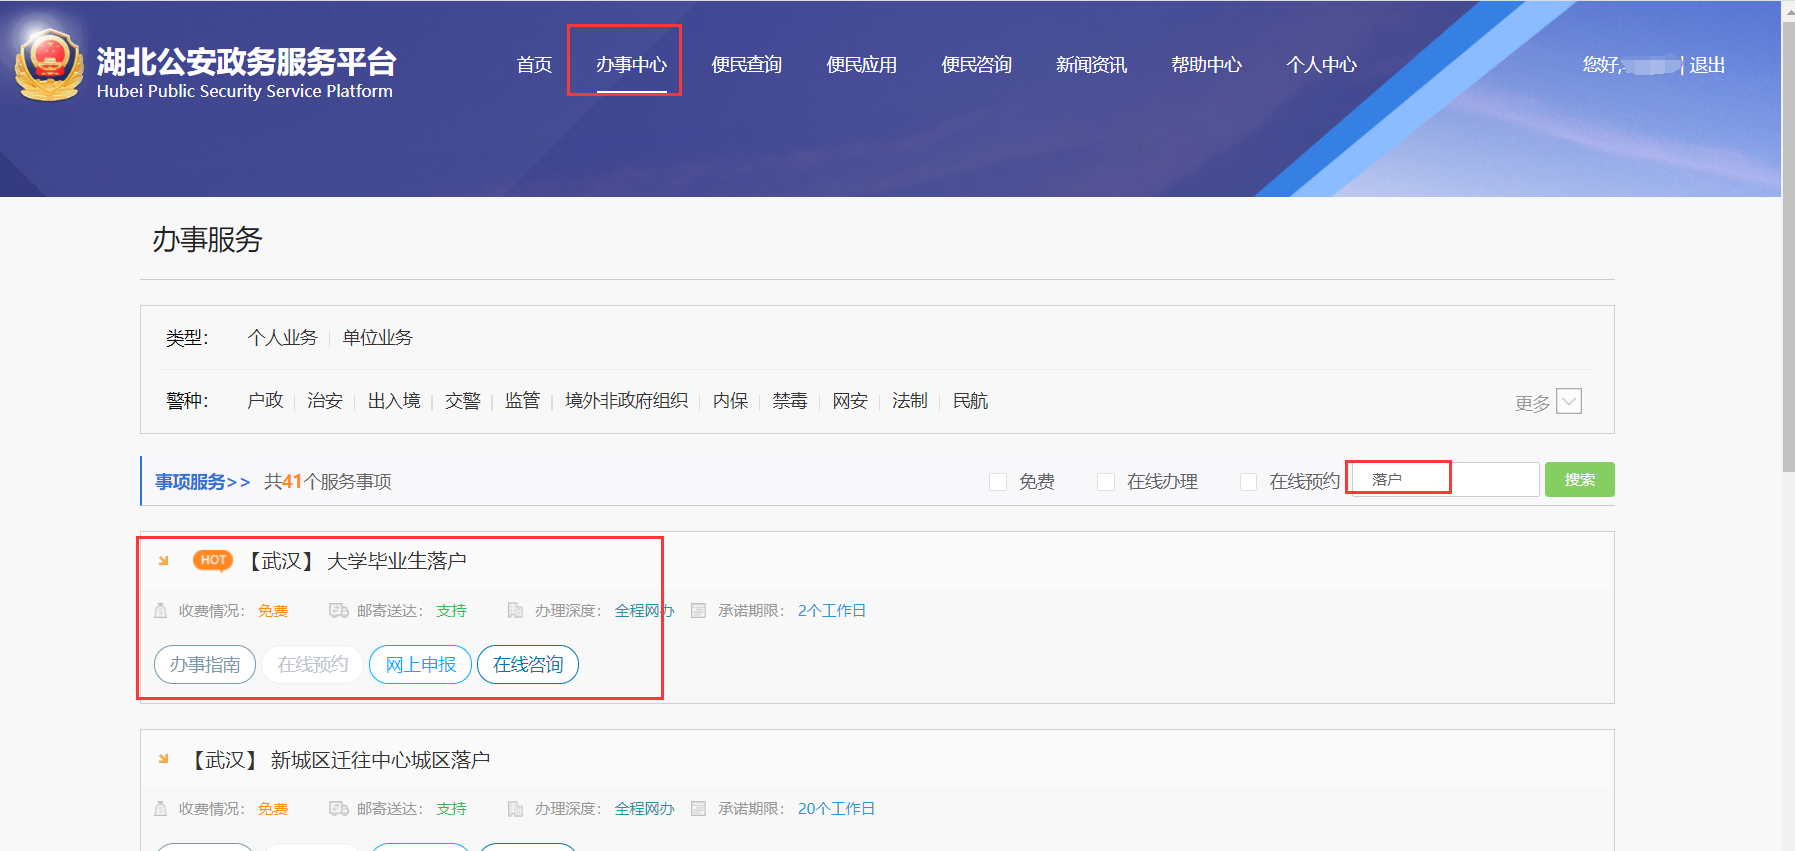 湖北公安政务服务平台
Hubei Public Security Service Platform
首页 办事中心 便民查询 便民应用 便民咨询 新闻资讯 帮助中心 个人中心
您好, | 退出
办事服务
类型： 个人业务 单位业务
警种： 户政 治安 出入境 交警 监管 境外非政府组织 内保 禁毒 网安 法制 民航 更多
事项服务>> 共41个服务事项 免费 在线办理 在线预约 落户 搜索
HOT 【武汉】 大学毕业生落户
收费情况： 免费 邮寄送达： 支持 办理深度： 全程网办 承诺期限： 2个工作日
办事指南 在线预约 网上申报 在线咨询
【武汉】 新城区迁往中心城区落户
收费情况： 免费 邮寄送达： 支持 办理深度： 全程网办 承诺期限： 20个工作日